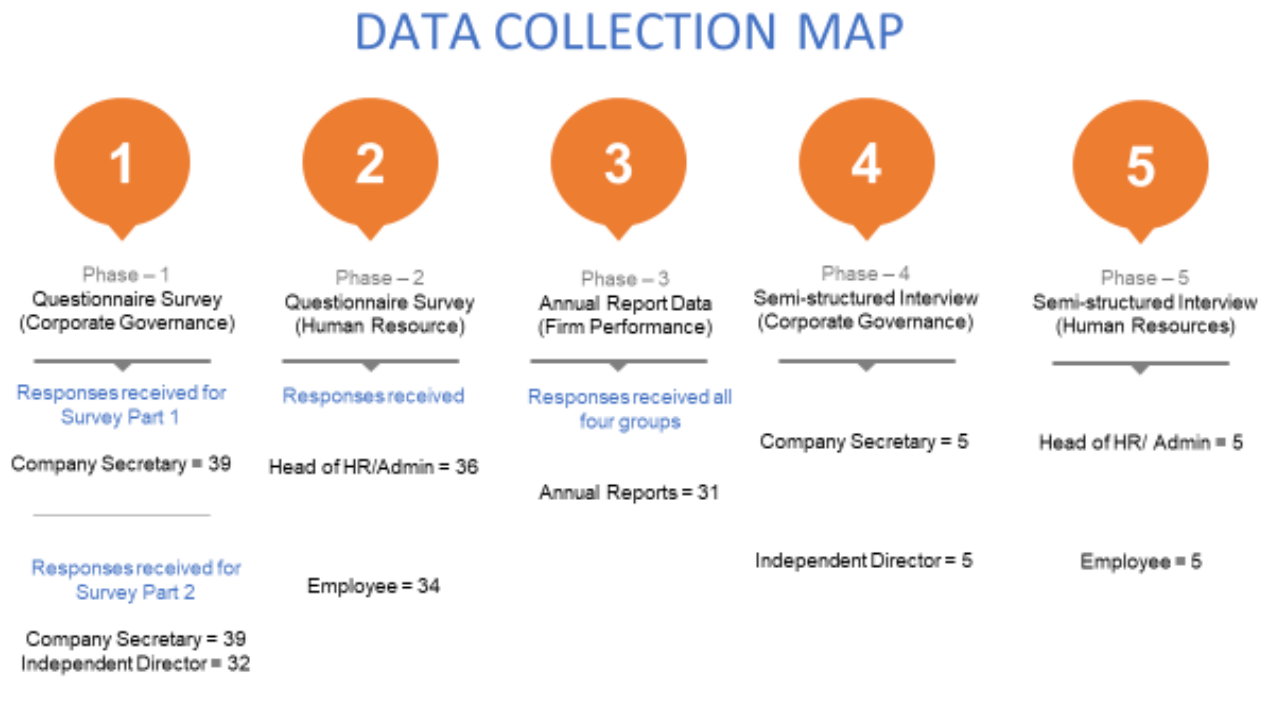 DATA COLLECTION MAP
1
Phase – 1
Questionnaire Survey
(Corporate Governance)
Responses received for
Survey Part 1
Company Secretary = 39
Responses received for
Survey Part 2
Company Secretary = 39
Independent Director = 32
2
Phase – 2
Questionnaire Survey
(Human Resource)
Responses received
Head of HR/Admin = 36
Employee = 34
3
Phase – 3
Annual Report Data
(Firm Performance)
Responses received all
four groups
Annual Reports = 31
4
Phase – 4
Semi-structured Interview
(Corporate Governance)
Company Secretary = 5
Independent Director = 5
5
Phase – 5
Semi-structured Interview
(Human Resources)
Head of HR/ Admin = 5
Employee = 5